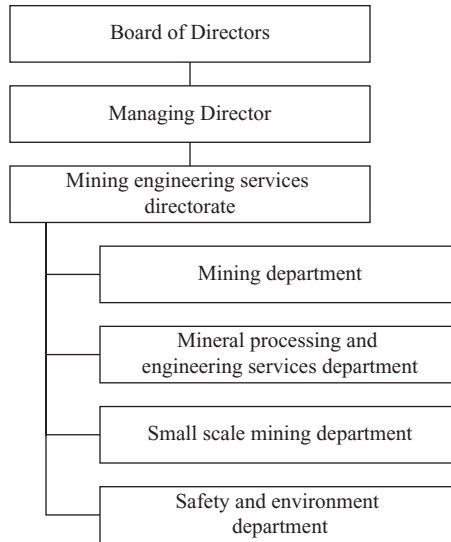 Board of Directors
Managing Director
Mining engineering services
directorate
Mining department
Mineral processing and
engineering services department
Small scale mining department
Safety and environment
department